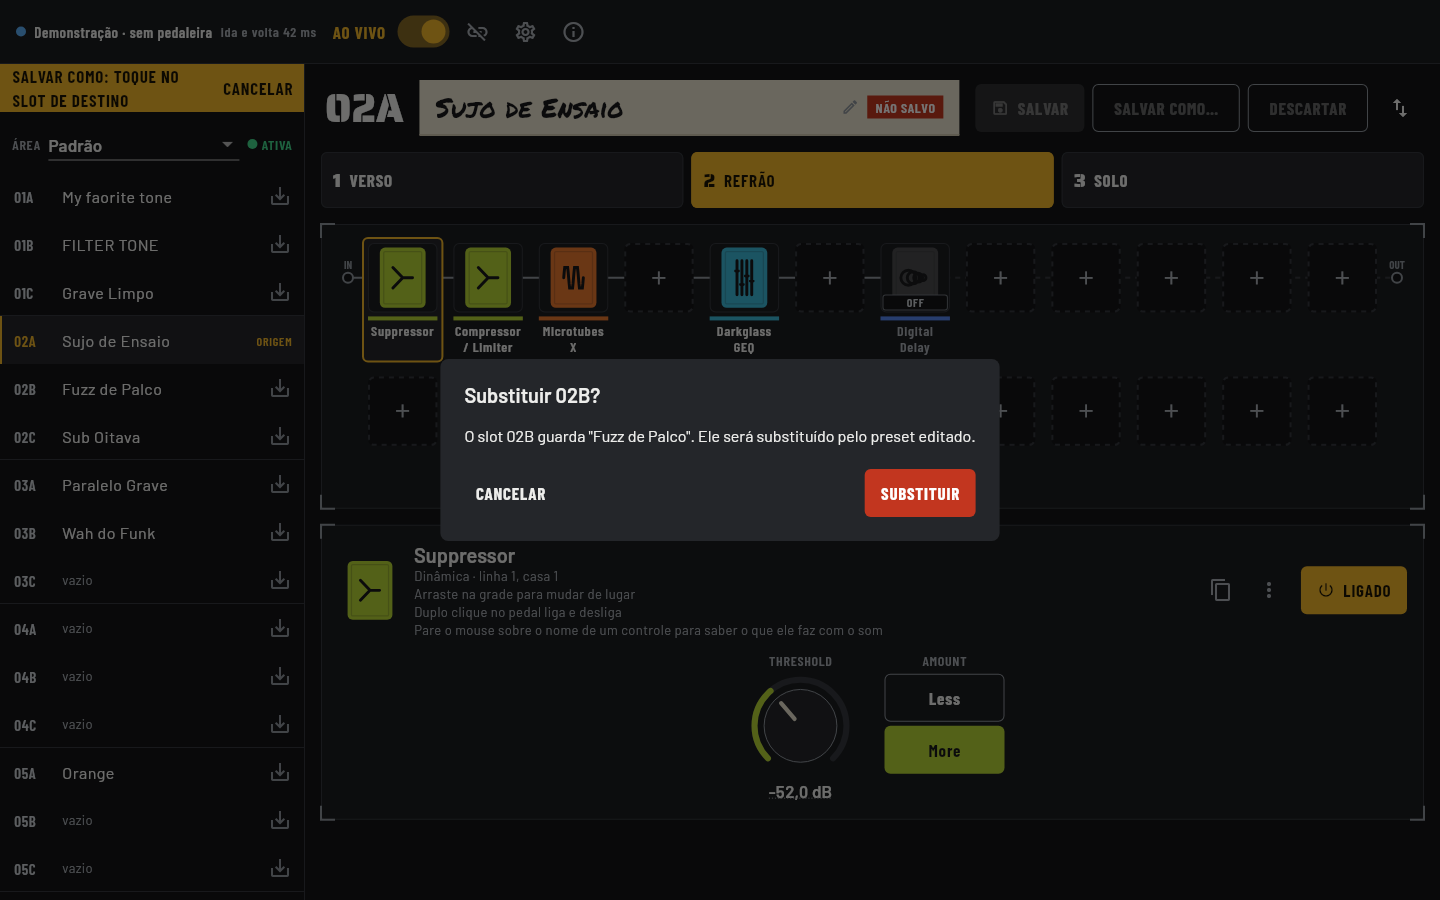 Demonstração · sem pedaleira
Ida e volta 42 ms
AO VIVO
SALVAR COMO: TOQUE NO
SLOT DE DESTINO
CANCELAR
ÁREA
Padrão
ATIVA
01A My faorite tone
01B FILTER TONE
01C Grave Limpo
02A Sujo de Ensaio ORIGEM
02B Fuzz de Palco
02C Sub Oitava
03A Paralelo Grave
03B Wah do Funk
03C vazio
04A vazio
04B vazio
04C vazio
05A Orange
05B vazio
05C vazio
02A
Sujo de Ensaio
NÃO SALVO
SALVAR
SALVAR COMO...
DESCARTAR
1 VERSO
2 REFRÃO
3 SOLO
IN
OFF
OUT
Suppressor
Compressor
/ Limiter
Microtubes
X
Darkglass
GEQ
Digital
Delay
Substituir 02B?
O slot 02B guarda "Fuzz de Palco". Ele será substituído pelo preset editado.
CANCELAR
SUBSTITUIR
Suppressor
Dinâmica · linha 1, casa 1
Arraste na grade para mudar de lugar
Duplo clique no pedal liga e desliga
Pare o mouse sobre o nome de um controle para saber o que ele faz com o som
LIGADO
THRESHOLD
-52,0 dB
AMOUNT
Less
More